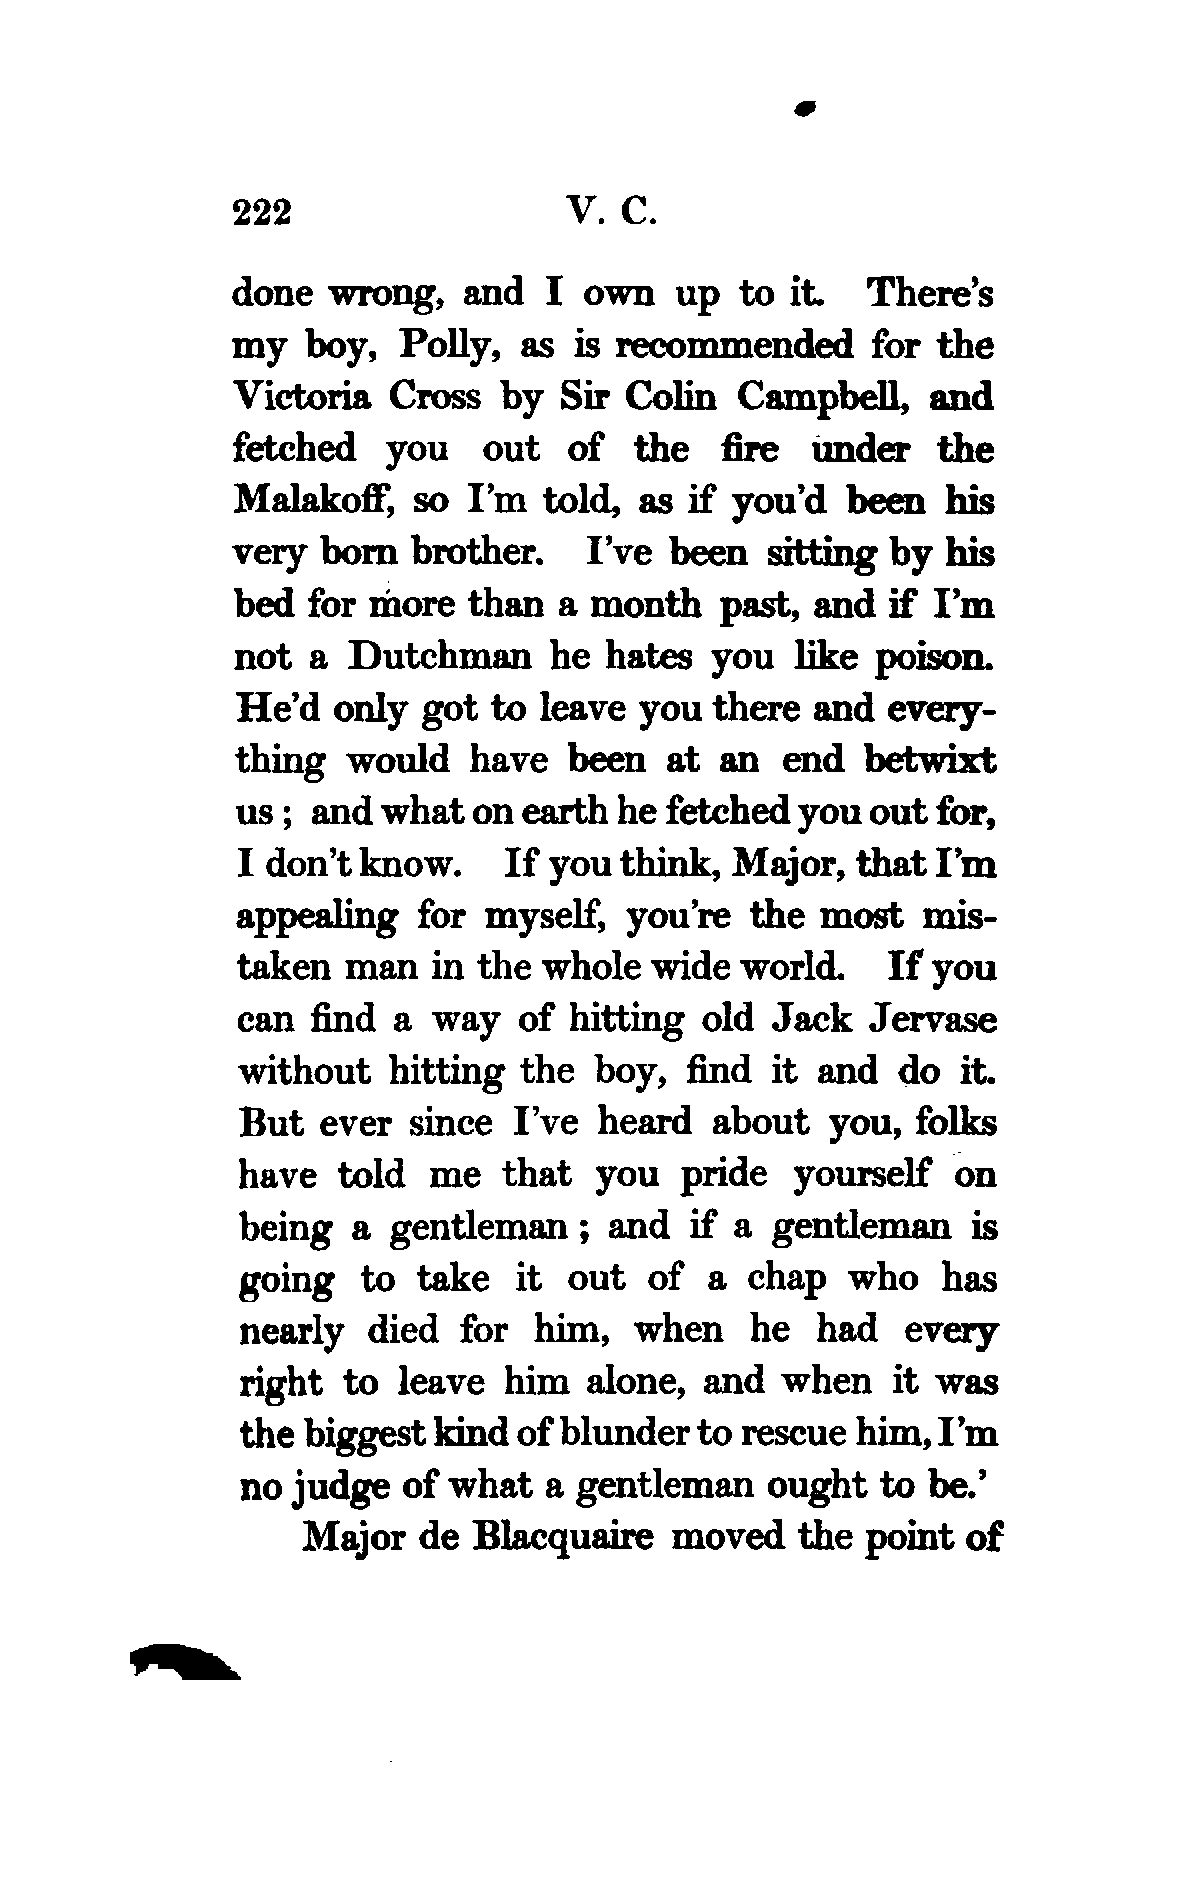 222 V. C.
done wrong, and I own up to it. There's
my boy, Polly, as is recommended for the
Victoria Cross by Sir Colin Campbell, and
fetched you out of the fire under the
Malakoff, so I'm told, as if you'd been his
very born brother. I've been sitting by his
bed for more than a month past, and if I'm
not a Dutchman he hates you like poison.
He'd only got to leave you there and every-
thing would have been at an end betwixt
us ; and what on earth he fetched you out for,
I don't know. If you think, Major, that I'm
appealing for myself, you're the most mis-
taken man in the whole wide world. If you
can find a way of hitting old Jack Jervase
without hitting the boy, find it and do it.
But ever since I've heard about you, folks
have told me that you pride yourself on
being a gentleman ; and if a gentleman is
going to take it out of a chap who has
nearly died for him, when he had every
right to leave him alone, and when it was
the biggest kind of blunder to rescue him, I'm
no judge of what a gentleman ought to be.'
Major de Blacquaire moved the point of